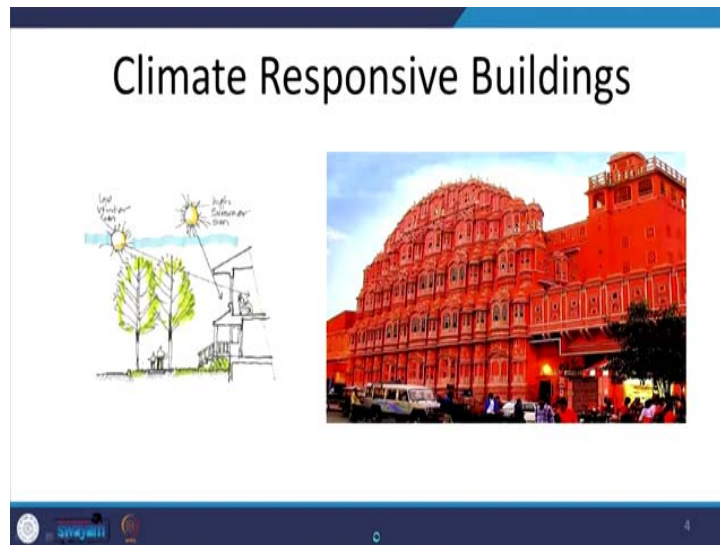 Climate Responsive Buildings
low
winter
sun
high
summer
sun
swayam
4